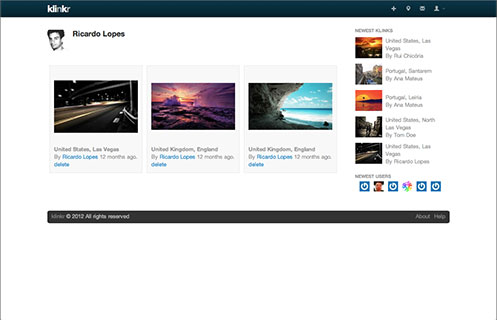 klinkr
Ricardo Lopes
United States, Las Vegas
By Ricardo Lopes 12 months ago.
delete
United Kingdom, England
By Ricardo Lopes 12 months ago.
delete
United Kingdom, England
By Ricardo Lopes 12 months ago.
delete
NEWEST KLINKS
United States, Las
Vegas
By Rui Chicória
Portugal, Santarem
By Ana Mateus
Portugal, Leiria
By Ana Mateus
United States, North
Las Vegas
By Tom Doe
United States, Las
Vegas
By Ricardo Lopes
NEWEST USERS
klinkr © 2012 All rights reserved
About Help